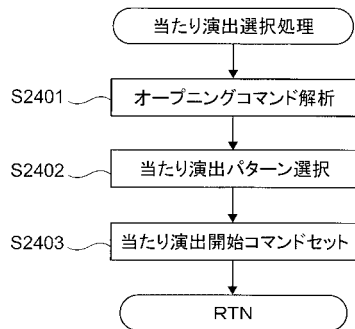 当たり演出選択処理
S2401
オープニングコマンド解析
S2402
当たり演出パターン選択
S2403
当たり演出開始コマンドセット
RTN